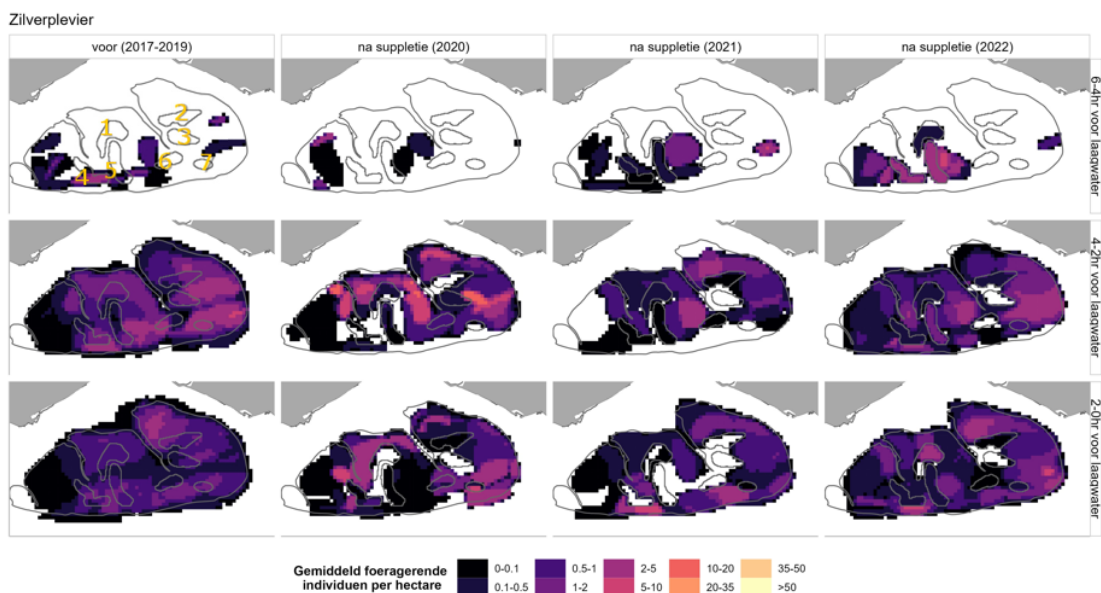 Zilverplevier
voor (2017-2019)
na suppletie (2020)
na suppletie (2021)
na suppletie (2022)
1
2
3
4
5
6
7
6-4hr voor laaqwater
4-2hr voor laaqwater
2-0hr voor laaqwater
Gemiddeld foeragerende
individuen per hectare
0-0.1
0.1-0.5
0.5-1
1-2
2-5
5-10
10-20
20-35
35-50
>50